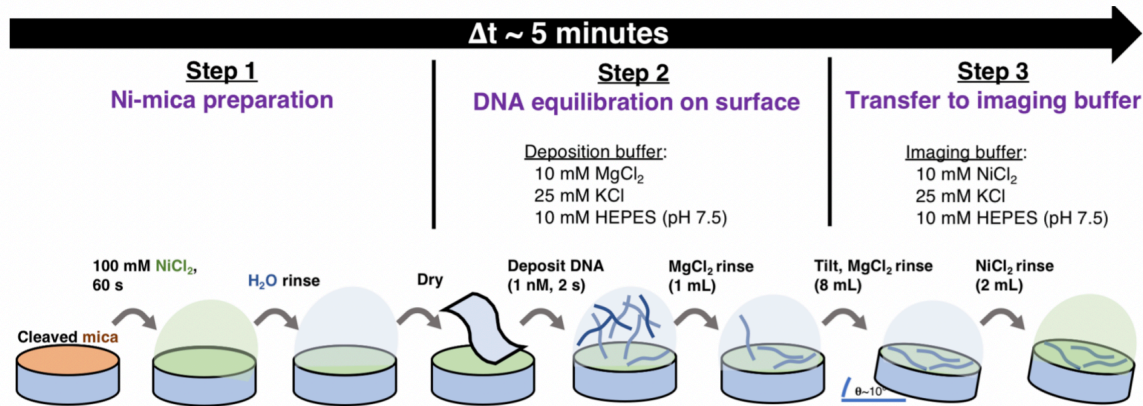 Δt ~ 5 minutes
Step 1
Ni-mica preparation
Step 2
DNA equilibration on surface
Deposition buffer:
10 mM MgCl₂
25 mM KCl
10 mM HEPES (pH 7.5)
Step 3
Transfer to imaging buffer
Imaging buffer:
10 mM NiCl₂
25 mM KCl
10 mM HEPES (pH 7.5)
Cleaved mica
100 mM NiCl₂,
60 s
H₂O rinse
Dry
Deposit DNA
(1 nM, 2 s)
MgCl₂ rinse
(1 mL)
Tilt, MgCl₂ rinse
(8 mL)
θ~10°
NiCl₂ rinse
(2 mL)